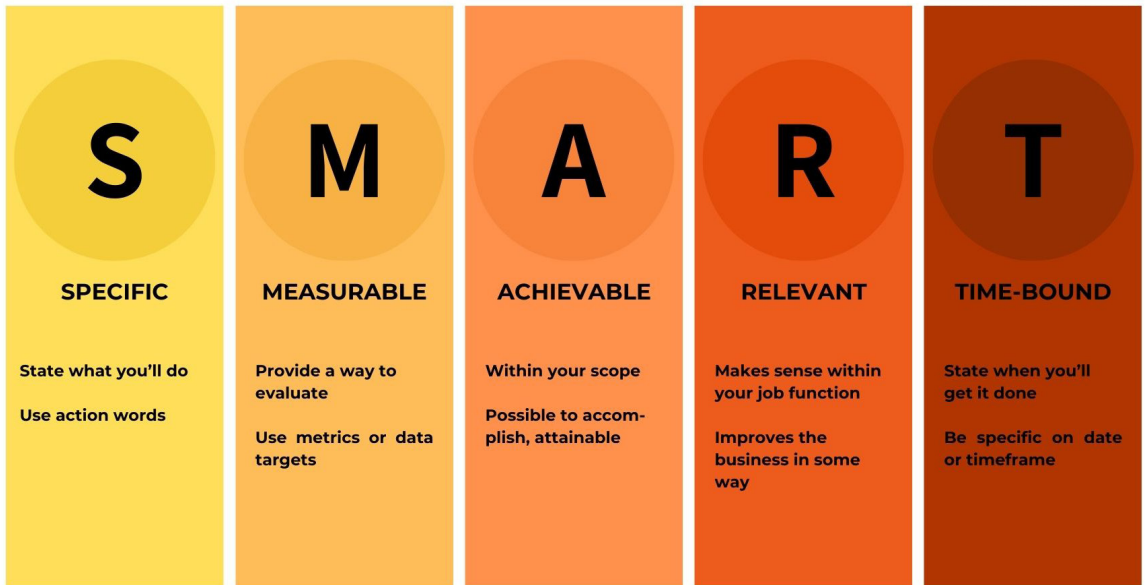 S
SPECIFIC
State what you’ll do
Use action words
M
MEASURABLE
Provide a way to
evaluate
Use metrics or data
targets
A
ACHIEVABLE
Within your scope
Possible to accom-
plish, attainable
R
RELEVANT
Makes sense within
your job function
Improves the
business in some
way
T
TIME-BOUND
State when you’ll
get it done
Be specific on date
or timeframe